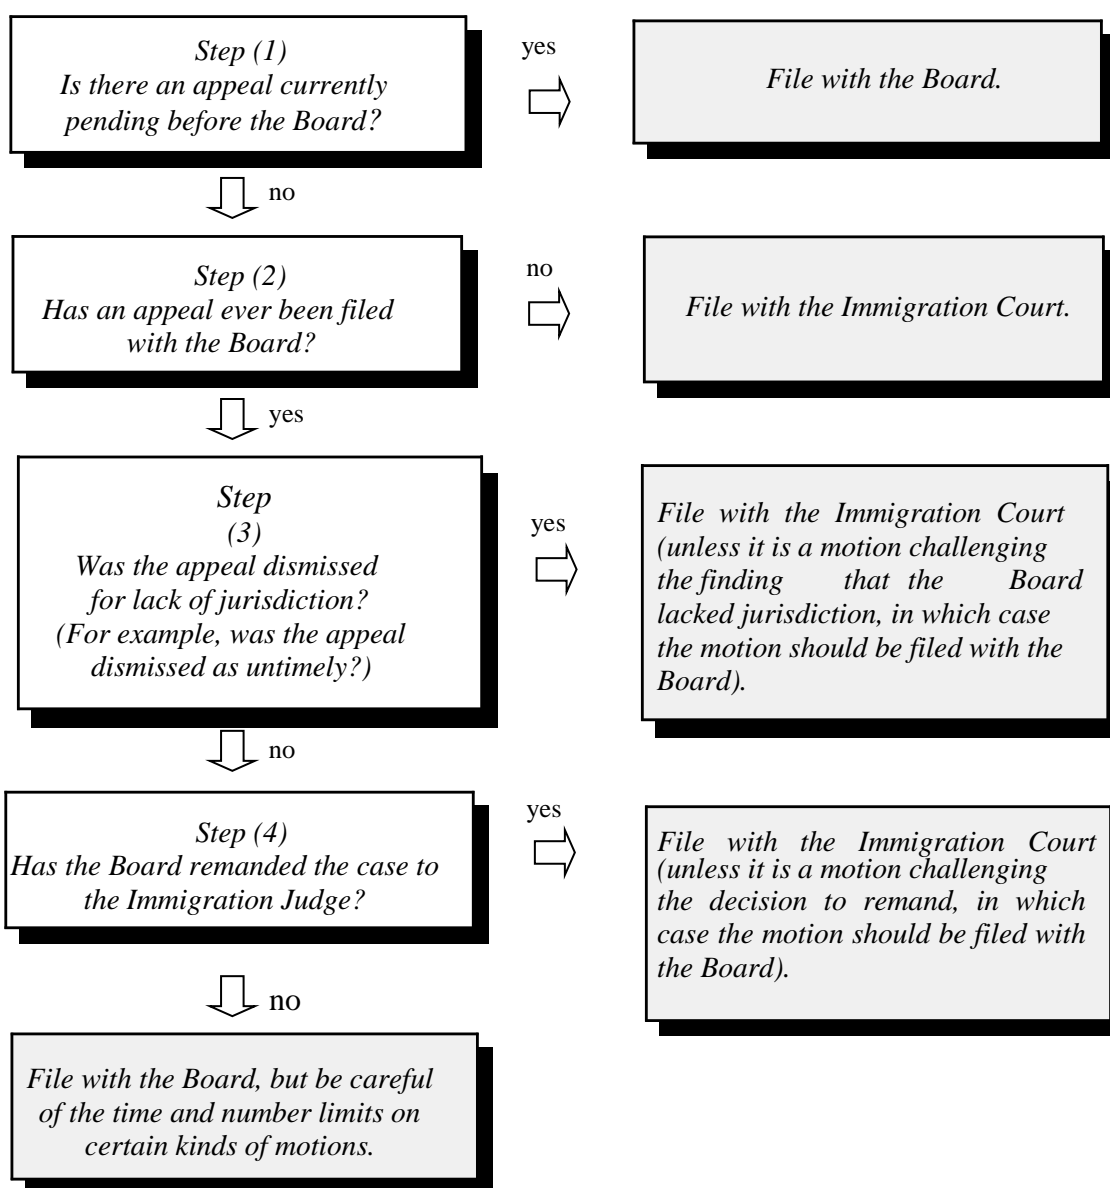 Step (1)
Is there an appeal currently
pending before the Board?
yes
File with the Board.
no
Step (2)
Has an appeal ever been filed
with the Board?
no
File with the Immigration Court.
yes
Step
(3)
Was the appeal dismissed
for lack of jurisdiction?
(For example, was the appeal
dismissed as untimely?)
yes
File with the Immigration Court
(unless it is a motion challenging
the finding that the Board
lacked jurisdiction, in which case
the motion should be filed with the
Board).
no
Step (4)
Has the Board remanded the case to
the Immigration Judge?
yes
File with the Immigration Court
(unless it is a motion challenging
the decision to remand, in which
case the motion should be filed with
the Board).
no
File with the Board, but be careful
of the time and number limits on
certain kinds of motions.